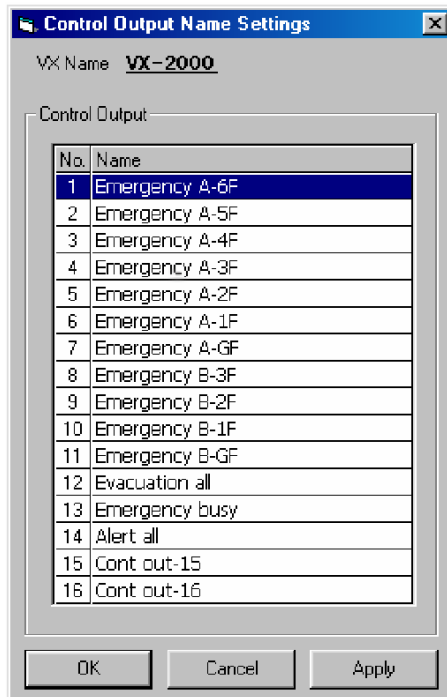 Control Output Name Settings
VX Name VX-2000
Control Output
No. Name
1 Emergency A-6F
2 Emergency A-5F
3 Emergency A-4F
4 Emergency A-3F
5 Emergency A-2F
6 Emergency A-1F
7 Emergency A-GF
8 Emergency B-3F
9 Emergency B-2F
10 Emergency B-1F
11 Emergency B-GF
12 Evacuation all
13 Emergency busy
14 Alert all
15 Cont out-15
16 Cont out-16
OK Cancel Apply